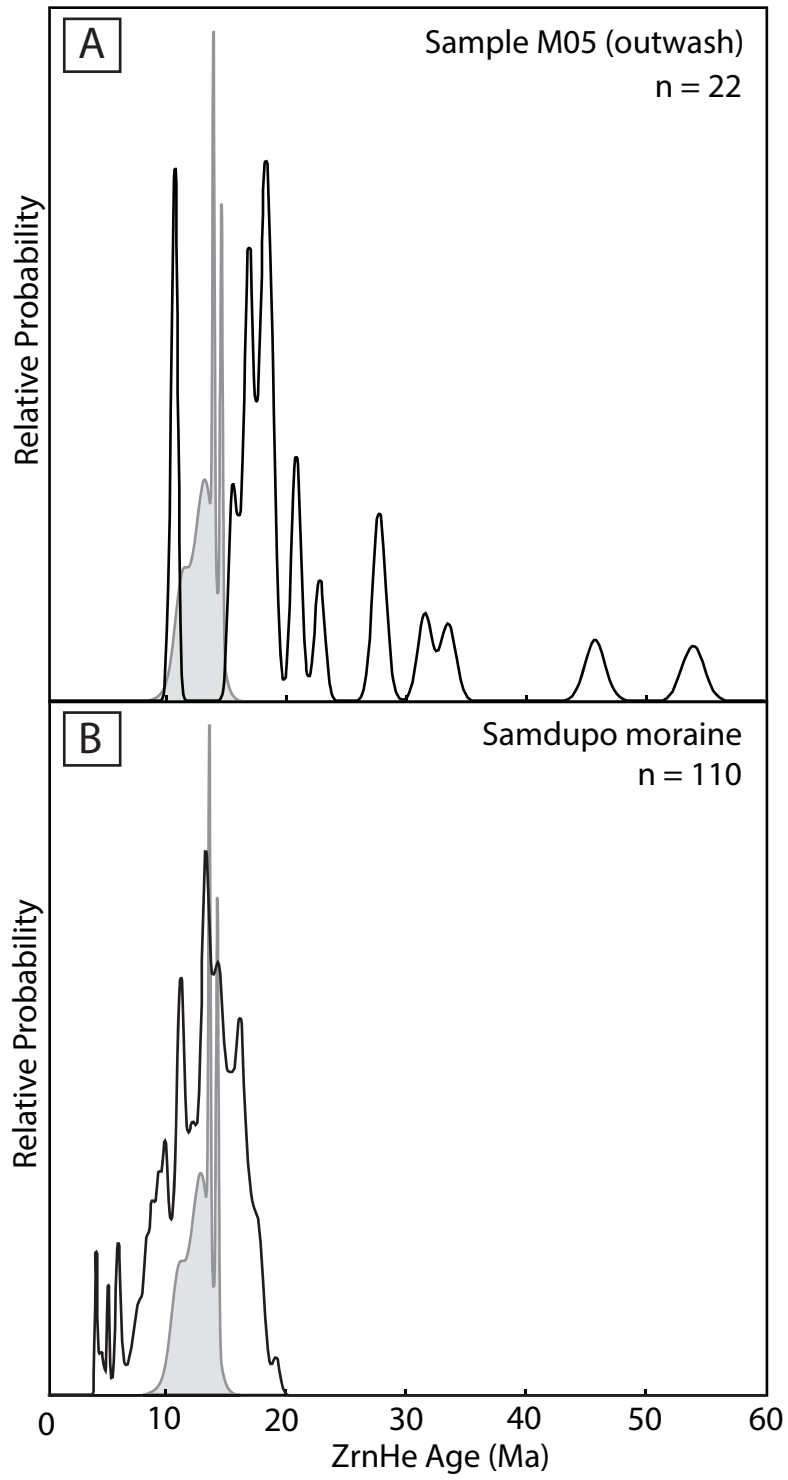 A
Sample M05 (outwash)
n = 22
Relative Probability
B
Samdupo moraine
n = 110
Relative Probability
0 10 20 30 40 50 60
ZrnHe Age (Ma)